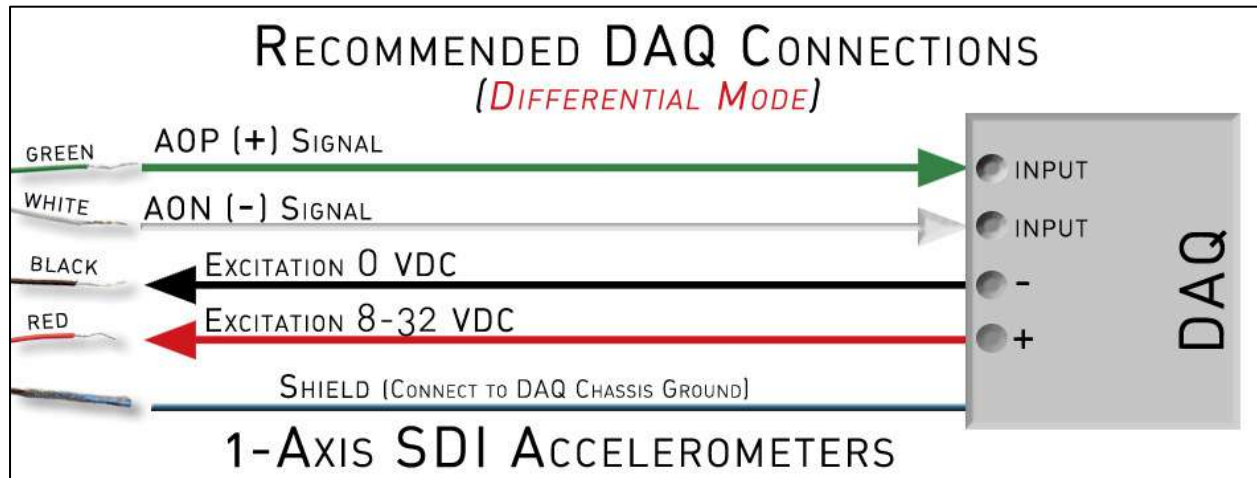 RECOMMENDED DAQ CONNECTIONS
(DIFFERENTIAL MODE)
GREEN
AOP (+) SIGNAL
INPUT
WHITE
AON (-) SIGNAL
INPUT
BLACK
EXCITATION 0 VDC
-
RED
EXCITATION 8-32 VDC
+
DAQ
SHIELD (CONNECT TO DAQ CHASSIS GROUND)
1-AXIS SDI ACCELEROMETERS